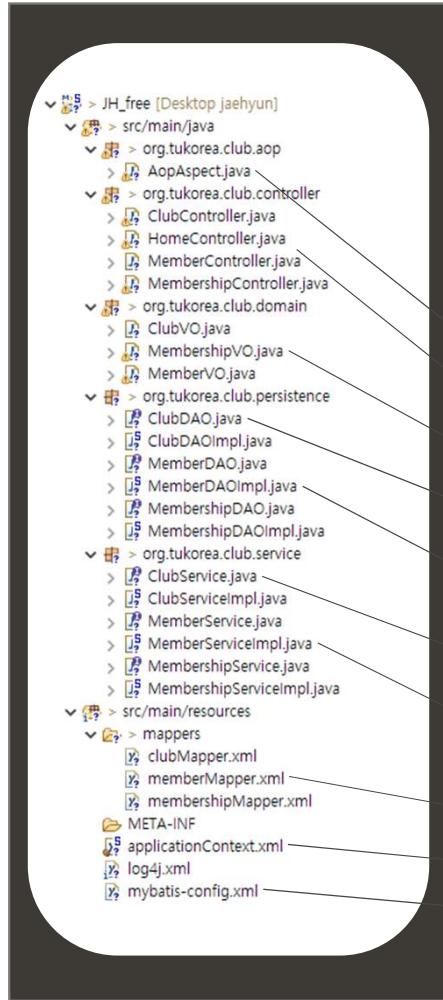 JH_free [Desktop jaehyun]
src/main/java
org.tukorea.club.aop
AopAspect.java
org.tukorea.club.controller
ClubController.java
HomeController.java
MemberController.java
MembershipController.java
org.tukorea.club.domain
ClubVO.java
MembershipVO.java
MemberVO.java
org.tukorea.club.persistence
ClubDAO.java
ClubDAOImpl.java
MemberDAO.java
MemberDAOImpl.java
MembershipDAO.java
MembershipDAOImpl.java
org.tukorea.club.service
ClubService.java
ClubServiceImpl.java
MemberService.java
MemberServiceImpl.java
MembershipService.java
MembershipServiceImpl.java
src/main/resources
mappers
clubMapper.xml
memberMapper.xml
membershipMapper.xml
META-INF
applicationContext.xml
log4j.xml
mybatis-config.xml